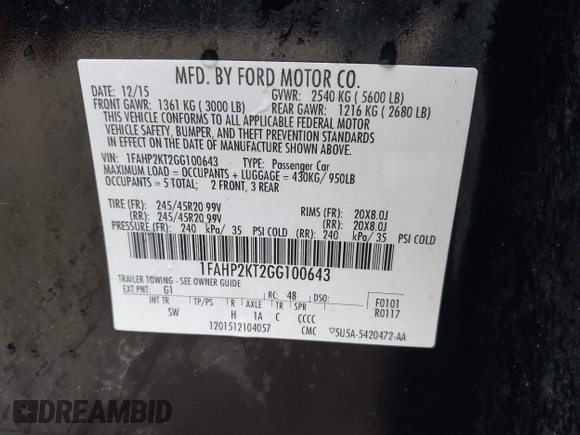 MFD. BY FORD MOTOR CO.
DATE: 12/15 GVWR: 2540 KG ( 5600 LB)
FRONT GAWR: 1361 KG ( 3000 LB) REAR GAWR: 1216 KG ( 2680 LB)
THIS VEHICLE CONFORMS TO ALL APPLICABLE FEDERAL MOTOR
VEHICLE SAFETY, BUMPER, AND THEFT PREVENTION STANDARDS
IN EFFECT ON THE DATE OF MANUFACTURE SHOWN ABOVE.
VIN: 1FAHP2KT2GG100643 TYPE: Passenger Car
MAXIMUM LOAD = OCCUPANTS + LUGGAGE = 430KG/ 950LB
OCCUPANTS = 5 TOTAL; 2 FRONT, 3 REAR
TIRE (FR): 245/45R20 99V RIMS (FR): 20X8.0J
(RR): 245/45R20 99V (RR): 20X8.0J
PRESSURE (FR): 240 kPa/ 35 PSI COLD (RR): 240 kPa/ 35 PSI COLD
1FAHP2KT2GG100643
TRAILER TOWING - SEE OWNER GUIDE
EXT PNT: G1 RC: 48 DSO: F0101
INT TR TP/PS R AXLE TR SPR R0117
SW H 1A C CCCC
1201512104057 CMC 5U5A-5420472-AA
DREAMBID